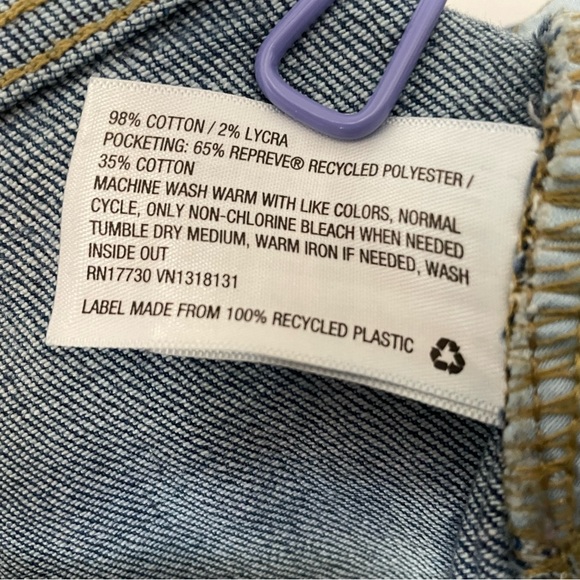 98% COTTON / 2% LYCRA
POCKETING: 65% REPREVE® RECYCLED POLYESTER /
35% COTTON
MACHINE WASH WARM WITH LIKE COLORS, NORMAL
CYCLE, ONLY NON-CHLORINE BLEACH WHEN NEEDED
TUMBLE DRY MEDIUM, WARM IRON IF NEEDED, WASH
INSIDE OUT
RN17730 VN1318131
LABEL MADE FROM 100% RECYCLED PLASTIC